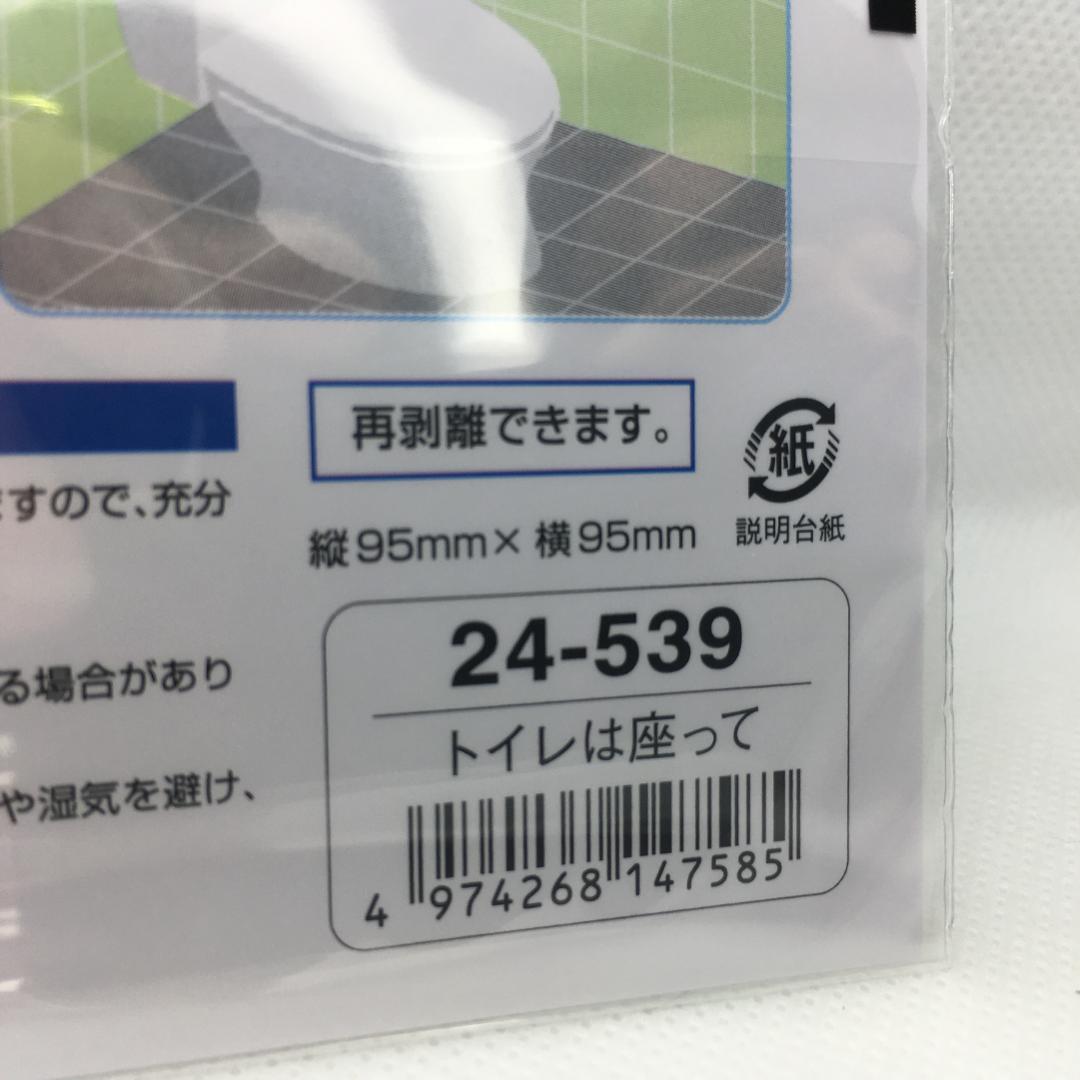 再剥離できます。
紙
説明台紙
ますので、充分
縦95mm×横95mm
24-539
る場合があり
トイレは座って
や湿気を避け、
4 974268 147585